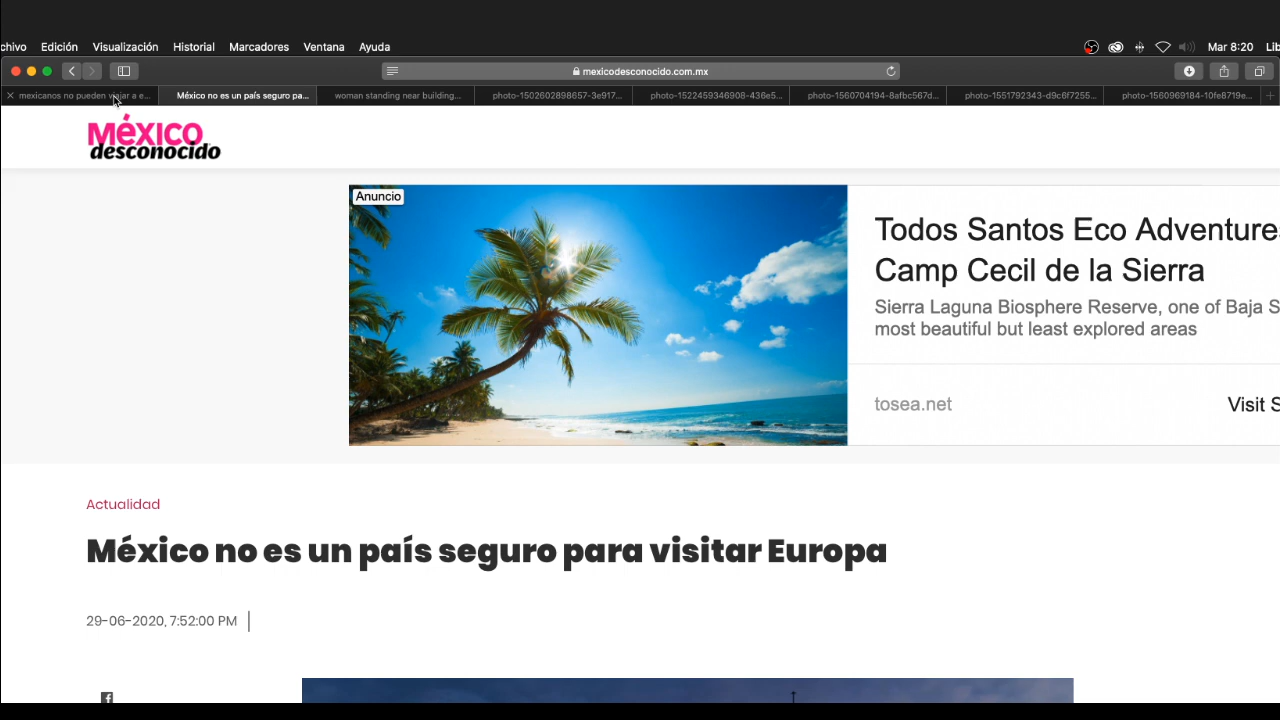 chivo Edición Visualización Historial Marcadores Ventana Ayuda Mar 8:20 Lib
mexicodesconocido.com.mx
mexicanos no pueden viajar a e... México no es un país seguro pa... woman standing near building... photo-1502602898657-3e917... photo-1522459346908-436e5... photo-1560704194-8afbc567d... photo-1551792343-d9c6f7255... photo-1560969184-10fe8719e...
México
desconocido
Anuncio
Todos Santos Eco Adventures
Camp Cecil de la Sierra
Sierra Laguna Biosphere Reserve, one of Baja S
most beautiful but least explored areas
tosea.net Visit S
Actualidad
México no es un país seguro para visitar Europa
29-06-2020, 7:52:00 PM